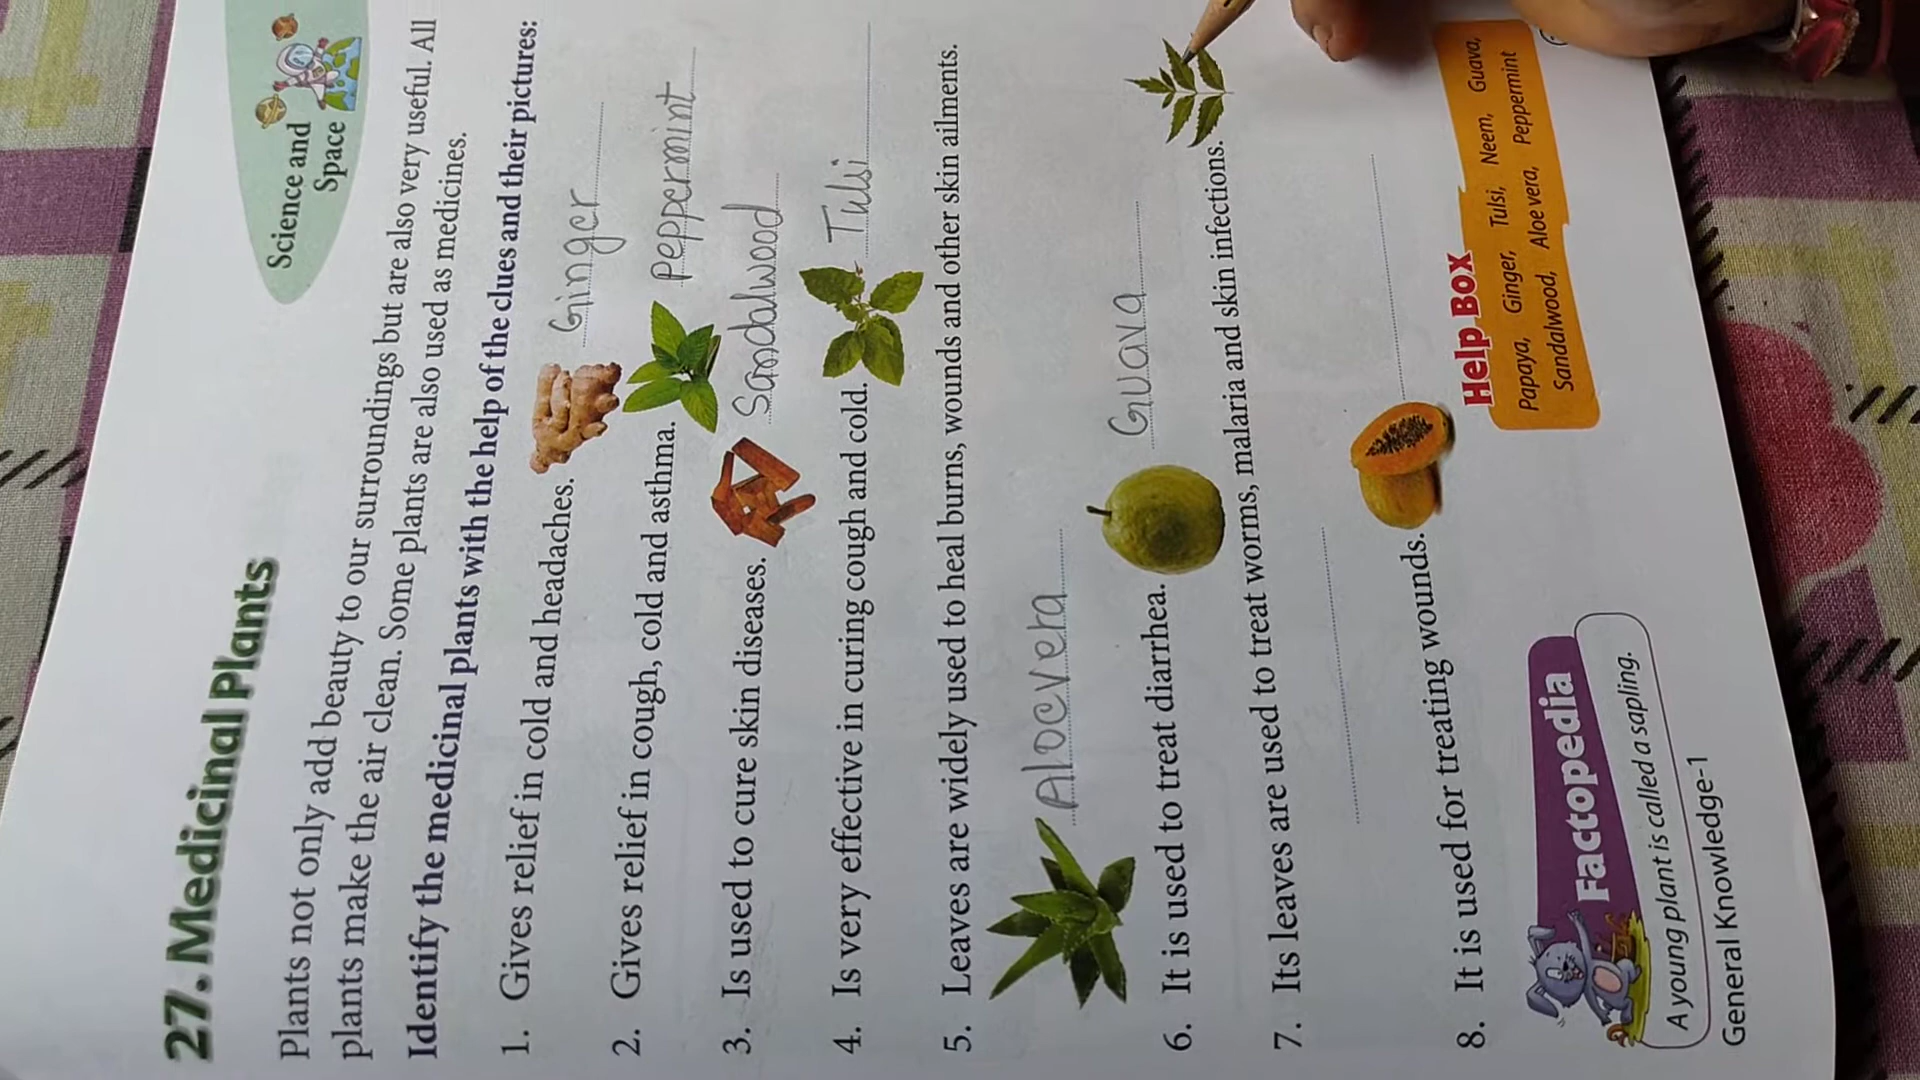 27. Medicinal Plants
Science and
Space
Plants not only add beauty to our surroundings but are also very useful. All
plants make the air clean. Some plants are also used as medicines.
Identify the medicinal plants with the help of the clues and their pictures:
1. Gives relief in cold and headaches. Ginger
2. Gives relief in cough, cold and asthma. Peppermint
3. Is used to cure skin diseases. Sandalwood
4. Is very effective in curing cough and cold. Tulsi
5. Leaves are widely used to heal burns, wounds and other skin ailments.
Aloevera
6. It is used to treat diarrhea. Guava
7. Its leaves are used to treat worms, malaria and skin infections.
8. It is used for treating wounds.
Help Box
Papaya, Ginger, Tulsi, Neem, Guava,
Sandalwood, Aloe vera, Peppermint
Factopedia
A young plant is called a sapling.
General Knowledge-1